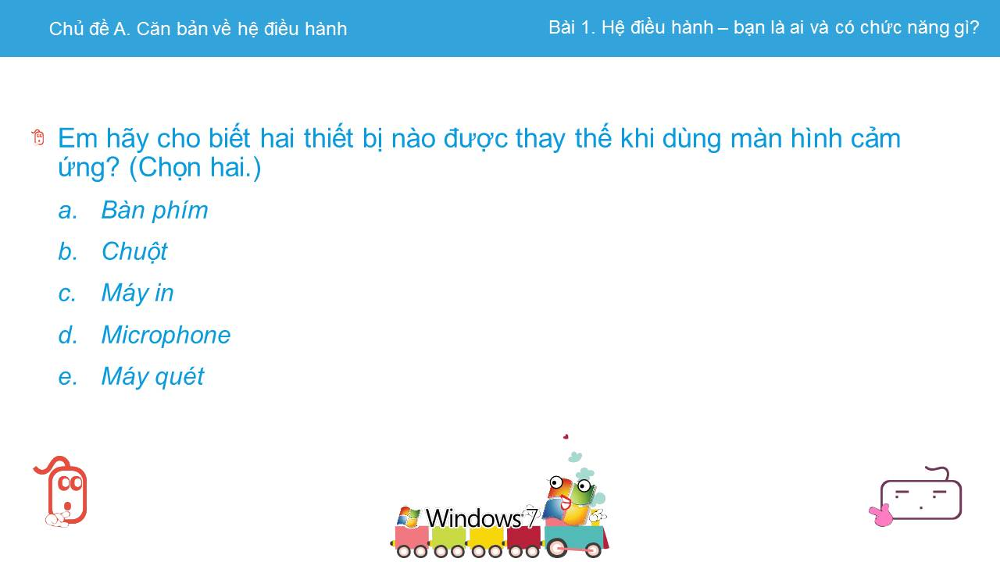 Chủ đề A. Căn bản về hệ điều hành
Bài 1. Hệ điều hành – bạn là ai và có chức năng gì?
Em hãy cho biết hai thiết bị nào được thay thế khi dùng màn hình cảm
ứng? (Chọn hai.)
a. Bàn phím
b. Chuột
c. Máy in
d. Microphone
e. Máy quét
Windows 7